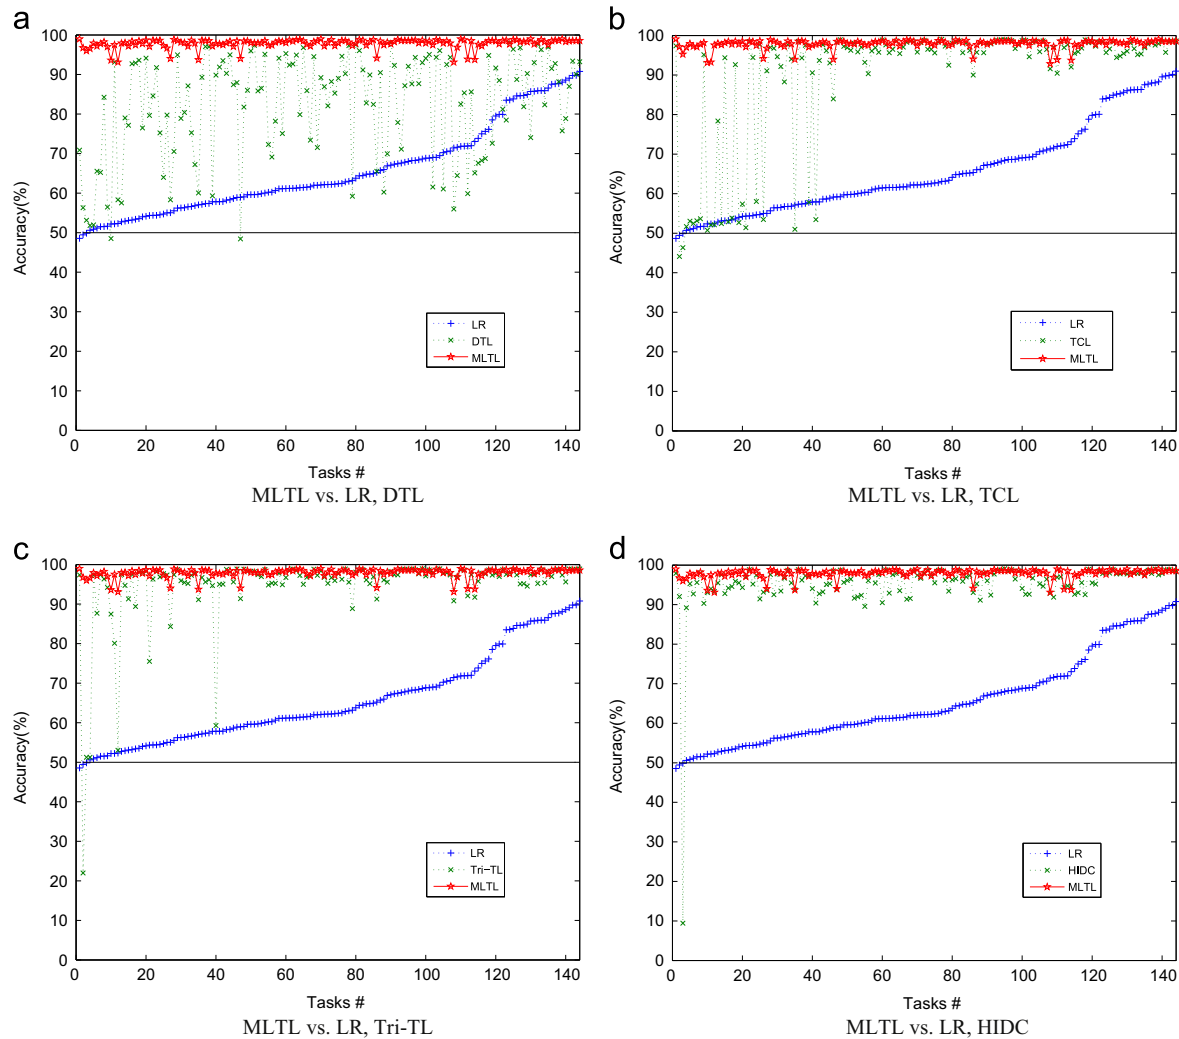 a
100
90
80
70
60
50
40
30
20
10
0
Accuracy(%)
LR
DTL
MLTL
0 20 40 60 80 100 120 140
Tasks #
MLTL vs. LR, DTL
b
100
90
80
70
60
50
40
30
20
10
0
Accuracy(%)
LR
TCL
MLTL
0 20 40 60 80 100 120 140
Tasks #
MLTL vs. LR, TCL
c
100
90
80
70
60
50
40
30
20
10
0
Accuracy(%)
LR
Tri−TL
MLTL
0 20 40 60 80 100 120 140
Tasks #
MLTL vs. LR, Tri-TL
d
100
90
80
70
60
50
40
30
20
10
0
Accuracy(%)
LR
HIDC
MLTL
0 20 40 60 80 100 120 140
Tasks #
MLTL vs. LR, HIDC